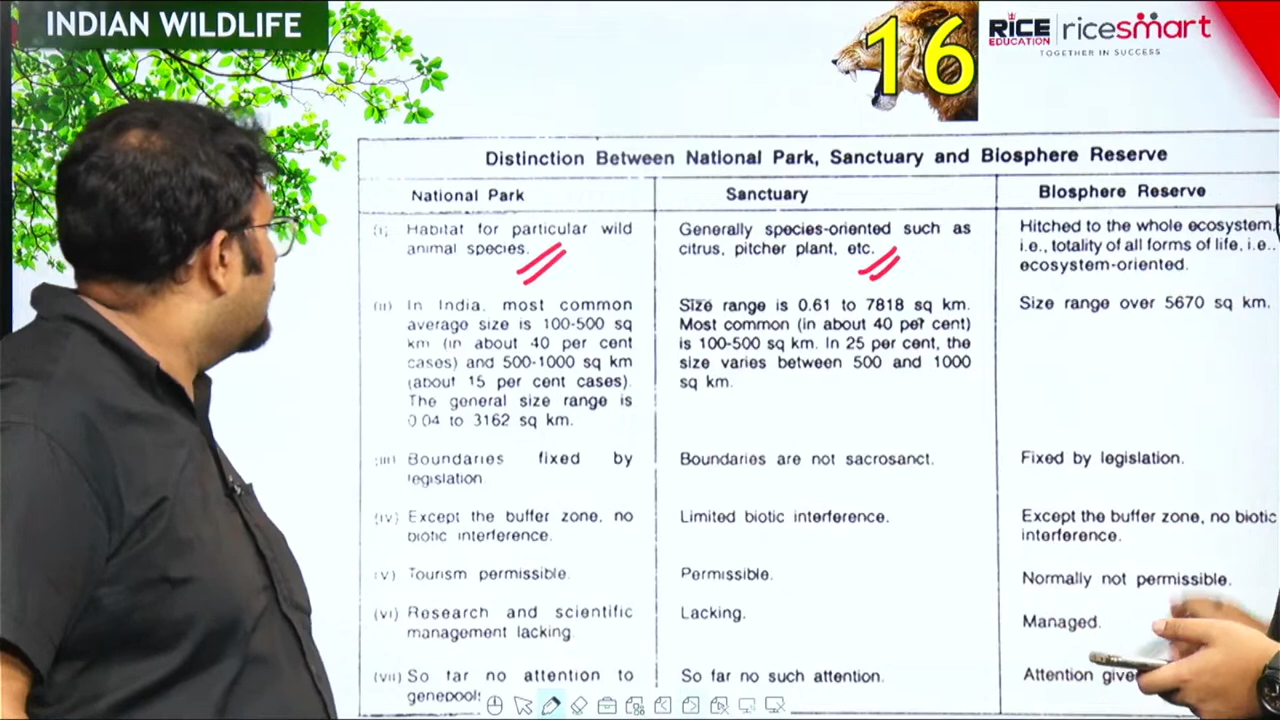 INDIAN WILDLIFE
16
RICE
EDUCATION
ricesmart
TOGETHER IN SUCCESS
Distinction Between National Park, Sanctuary and Biosphere Reserve
National Park
Sanctuary
Biosphere Reserve
(i) Habitat for particular wild
animal species.
Generally species-oriented such as
citrus, pitcher plant, etc.
Hitched to the whole ecosystem,
i.e., totality of all forms of life, i.e.,
ecosystem-oriented.
(ii) In India, most common
average size is 100-500 sq
km (in about 40 per cent
cases) and 500-1000 sq km
(about 15 per cent cases).
The general size range is
0.04 to 3162 sq km.
Size range is 0.61 to 7818 sq km.
Most common (in about 40 per cent)
is 100-500 sq km. In 25 per cent, the
size varies between 500 and 1000
sq km.
Size range over 5670 sq km.
(iii) Boundaries fixed by
legislation
Boundaries are not sacrosanct.
Fixed by legislation.
(iv) Except the buffer zone, no
biotic interference.
Limited biotic interference.
Except the buffer zone, no biotic
interference.
(v) Tourism permissible.
Permissible.
Normally not permissible.
(vi) Research and scientific
management lacking.
Lacking.
Managed.
(vii) So far no attention to
So far no such attention.
Attention